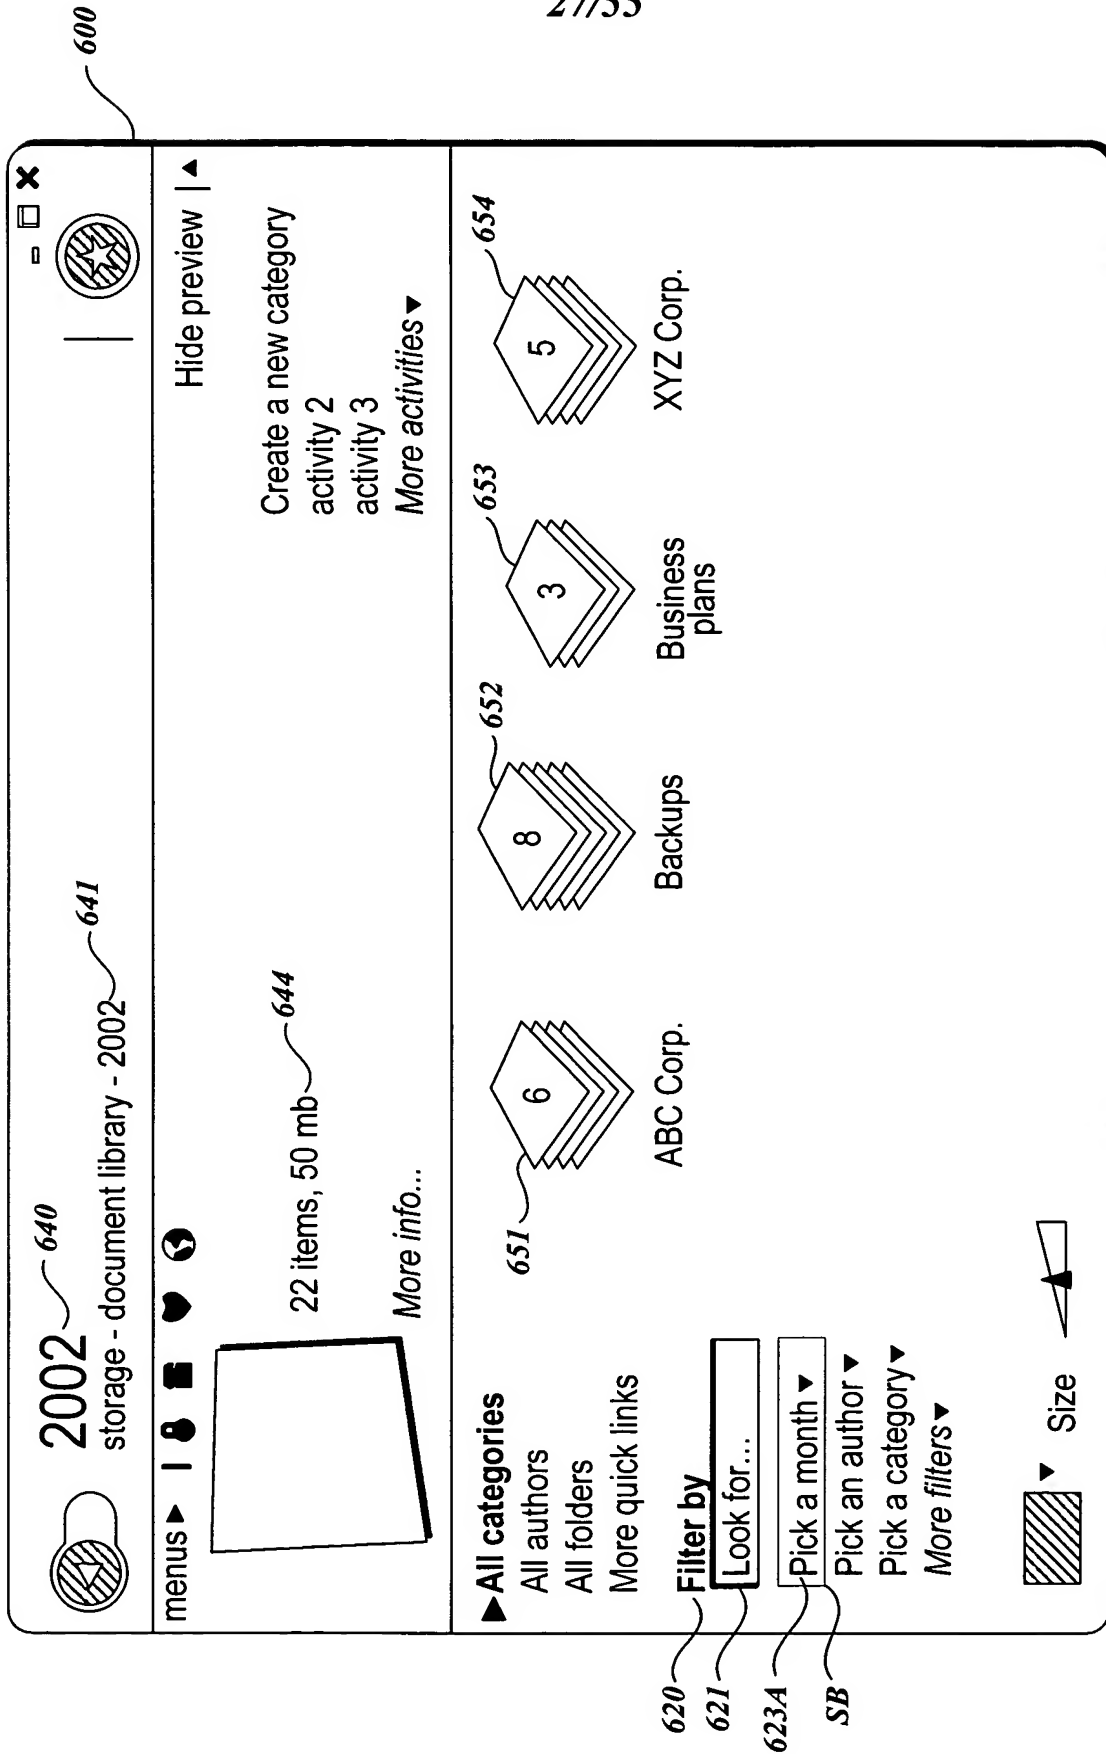 27/55
600
2002
640
storage - document library - 2002
641
menus
Hide preview
22 items, 50 mb
644
More info...
Create a new category
activity 2
activity 3
More activities
All categories
All authors
All folders
More quick links
620
Filter by
621
Look for...
623A
Pick a month
SB
Pick an author
Pick a category
More filters
Size
651
6
ABC Corp.
652
8
Backups
653
3
Business
plans
654
5
XYZ Corp.